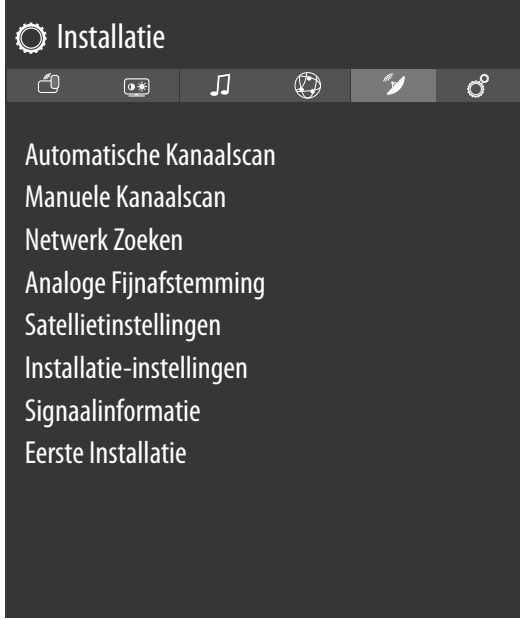 Installatie
Automatische Kanaalscan
Manuele Kanaalscan
Netwerk Zoeken
Analoge Fijnafstemming
Satellietinstellingen
Installatie-instellingen
Signaalinformatie
Eerste Installatie